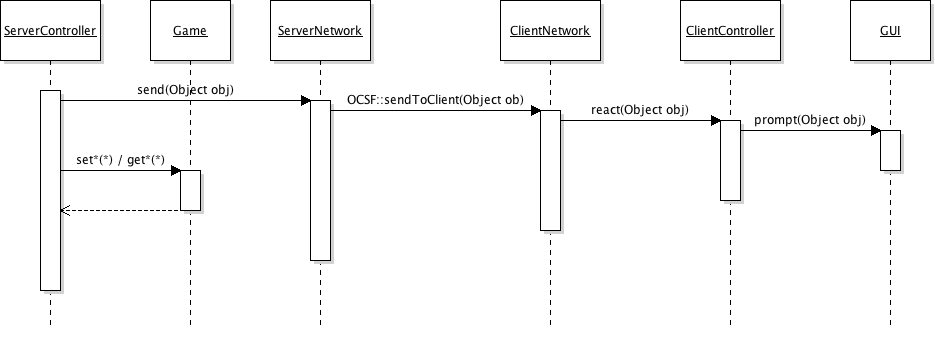 ServerController
Game
ServerNetwork
ClientNetwork
ClientController
GUI
send(Object obj)
OCSF::sendToClient(Object ob)
react(Object obj)
prompt(Object obj)
set*(*) / get*(*)